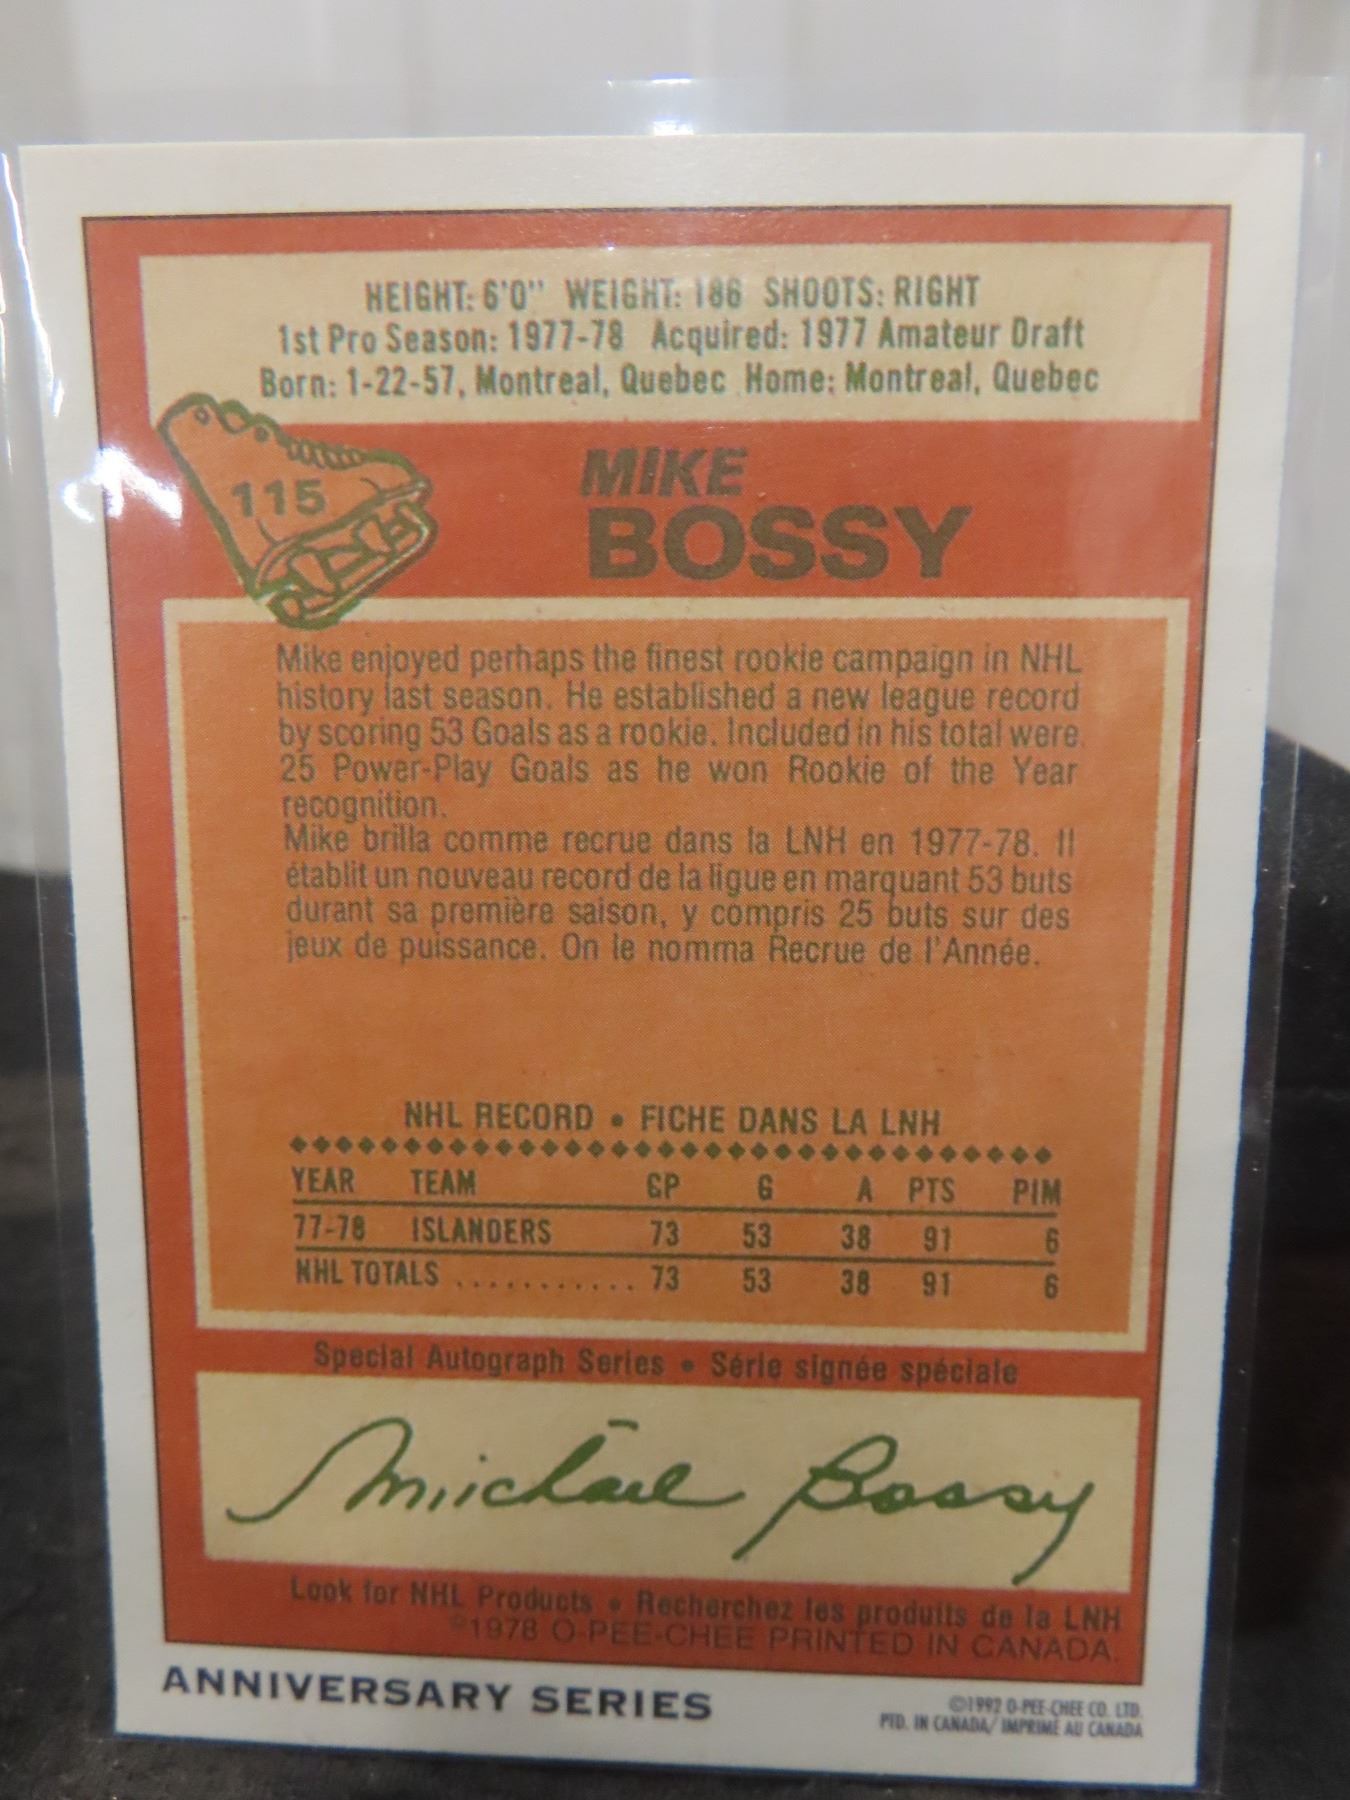 HEIGHT: 6'0" WEIGHT: 186 SHOOTS: RIGHT
1st Pro Season: 1977-78 Acquired: 1977 Amateur Draft
Born: 1-22-57, Montreal, Quebec Home: Montreal, Quebec
115
MIKE
BOSSY
Mike enjoyed perhaps the finest rookie campaign in NHL
history last season. He established a new league record
by scoring 53 Goals as a rookie. Included in his total were
25 Power-Play Goals as he won Rookie of the Year
recognition.
Mike brilla comme recrue dans la LNH en 1977-78. Il
établit un nouveau record de la ligue en marquant 53 buts
durant sa première saison, y compris 25 buts sur des
jeux de puissance. On le nomma Recrue de l'Année.
NHL RECORD • FICHE DANS LA LNH
YEAR TEAM GP G A PTS PIM
77-78 ISLANDERS 73 53 38 91 6
NHL TOTALS ............ 73 53 38 91 6
Special Autograph Series • Série signée spéciale
Michael Bossy
Look for NHL Products • Recherchez les produits de la LNH
©1978 O-PEE-CHEE PRINTED IN CANADA.
ANNIVERSARY SERIES
©1992 O-PEE-CHEE CO. LTD.
PTD. IN CANADA/IMPRIMÉ AU CANADA